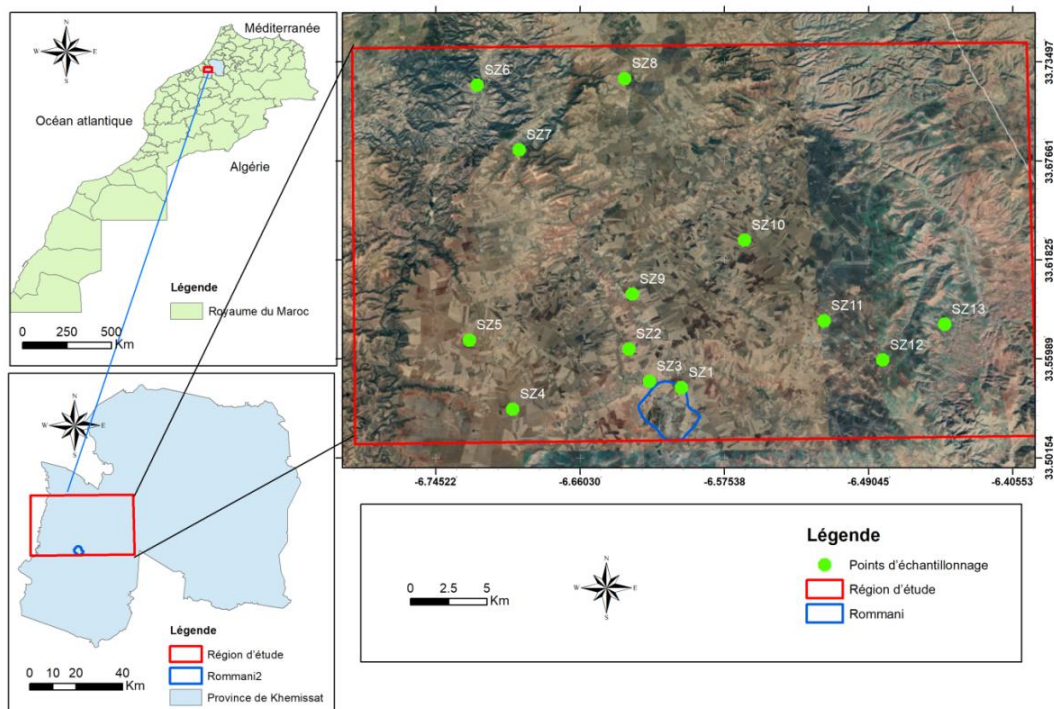 Méditerranée
N
W E
S
Océan atlantique
Algérie
Légende
Royaume du Maroc
0 250 500
Km
N
W E
S
Légende
Région d'étude
Rommani2
Province de Khemissat
0 10 20 40
Km
SZ6
SZ8
SZ7
SZ10
SZ9
SZ11
SZ13
SZ5
SZ2
SZ12
SZ3
SZ1
SZ4
33.73497
33.67661
33.61825
33.55989
33.50154
-6.74522 -6.66030 -6.57538 -6.49045 -6.40553
0 2.5 5
Km
N
W E
S
Légende
Points d'échantillonnage
Région d'étude
Rommani